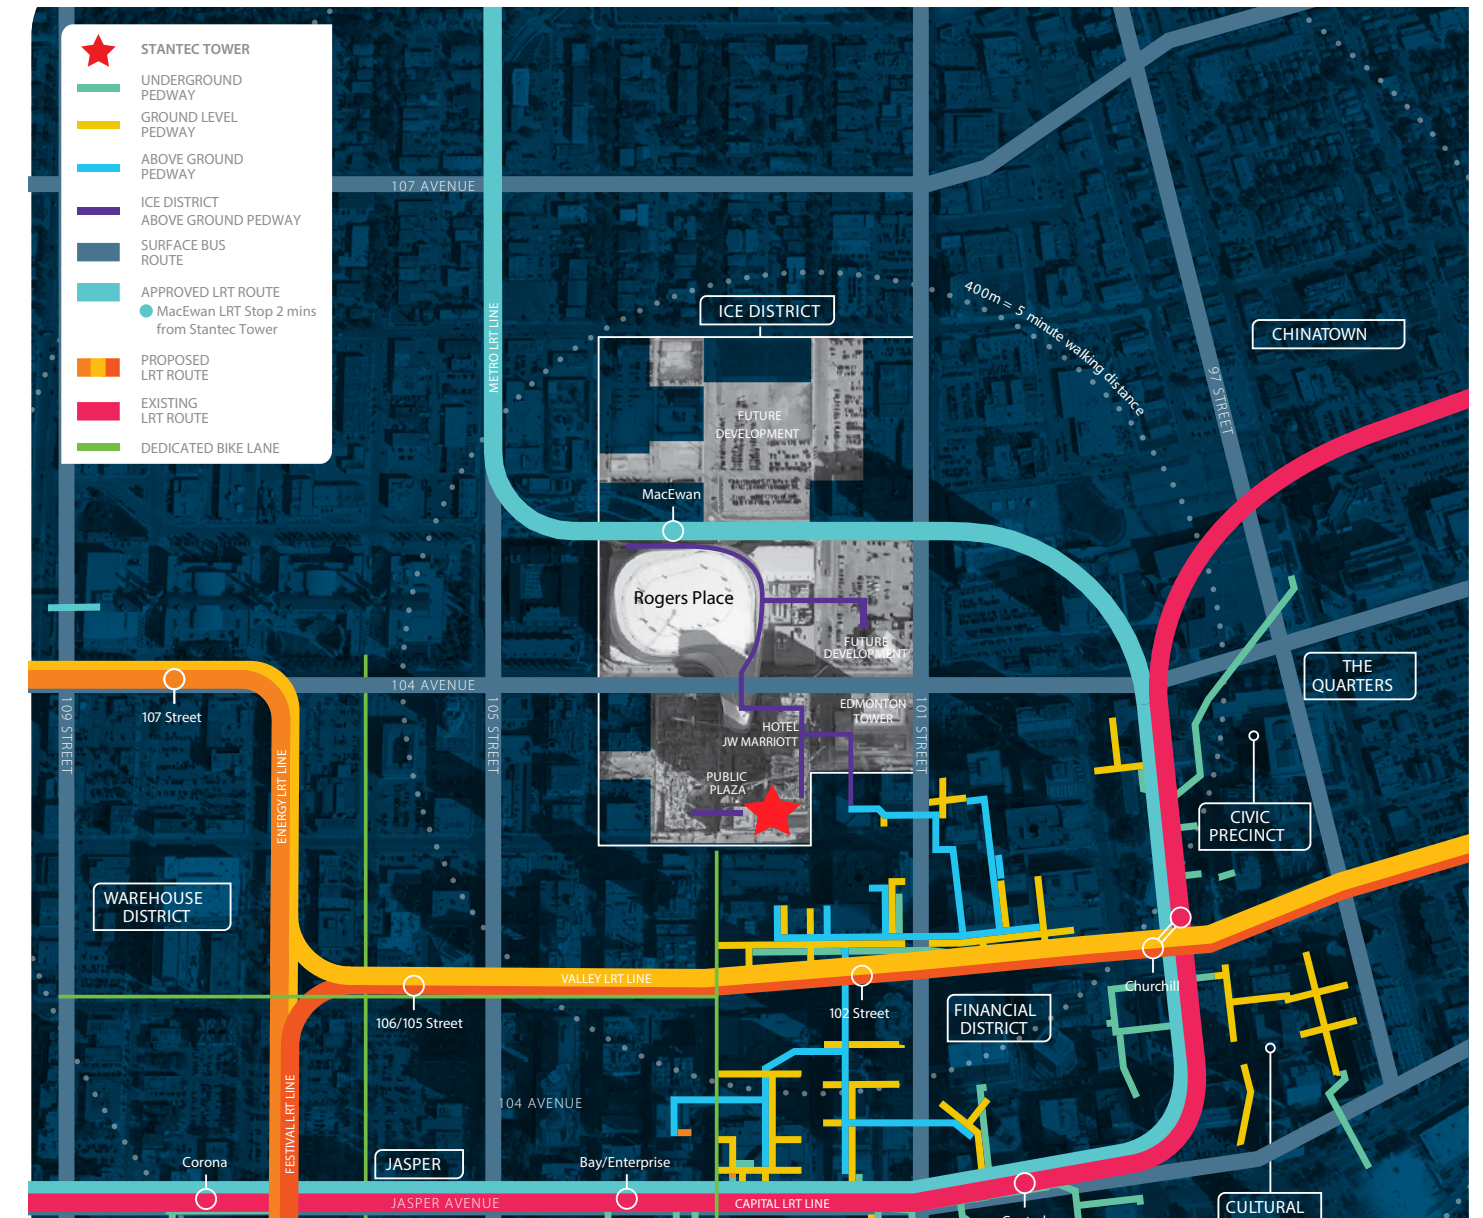 STANTEC TOWER
UNDERGROUND
PEDWAY
GROUND LEVEL
PEDWAY
ABOVE GROUND
PEDWAY
ICE DISTRICT
ABOVE GROUND PEDWAY
SURFACE BUS
ROUTE
APPROVED LRT ROUTE
MacEwan LRT Stop 2 mins
from Stantec Tower
PROPOSED
LRT ROUTE
EXISTING
LRT ROUTE
DEDICATED BIKE LANE
107 AVENUE
METRO LRT LINE
ICE DISTRICT
400m = 5 minute walking distance
CHINATOWN
97 STREET
FUTURE
DEVELOPMENT
MacEwan
Rogers Place
FUTURE
DEVELOPMENT
THE
QUARTERS
104 AVENUE
107 Street
109 STREET
105 STREET
101 STREET
EDMONTON
TOWER
HOTEL
JW MARRIOTT
PUBLIC
PLAZA
ENERGY LRT LINE
CIVIC
PRECINCT
WAREHOUSE
DISTRICT
VALLEY LRT LINE
106/105 Street
102 Street
Churchill
FINANCIAL
DISTRICT
FESTIVAL LRT LINE
104 AVENUE
Corona
JASPER
Bay/Enterprise
JASPER AVENUE
CAPITAL LRT LINE
CULTURAL